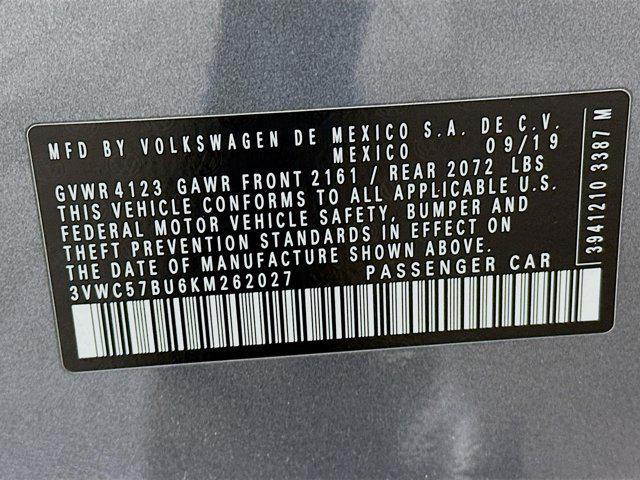 MFD BY VOLKSWAGEN DE MEXICO S.A. DE C.V.
MEXICO 09/19
GVWR 4123 GAWR FRONT 2161 / REAR 2072 LBS
THIS VEHICLE CONFORMS TO ALL APPLICABLE U.S.
FEDERAL MOTOR VEHICLE SAFETY, BUMPER AND
THEFT PREVENTION STANDARDS IN EFFECT ON
THE DATE OF MANUFACTURE SHOWN ABOVE.
3VWC57BU6KM262027 PASSENGER CAR
3941210 3387 M